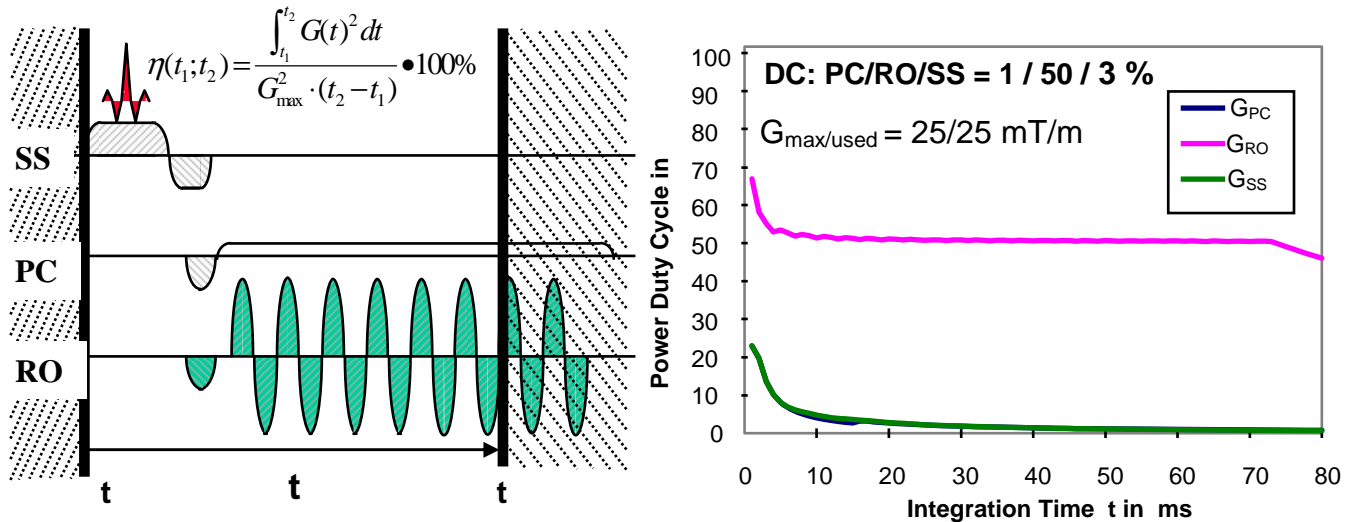 η(t₁;t₂) = ∫ₜ₁ᵗ² G(t)² dt / G²max · (t₂ − t₁) • 100%
SS
PC
RO
t
t
t
DC: PC/RO/SS = 1 / 50 / 3 %
Gmax/used = 25/25 mT/m
GPC
GRO
GSS
Power Duty Cycle in
100
90
80
70
60
50
40
30
20
10
0
0 10 20 30 40 50 60 70 80
Integration Time t in ms